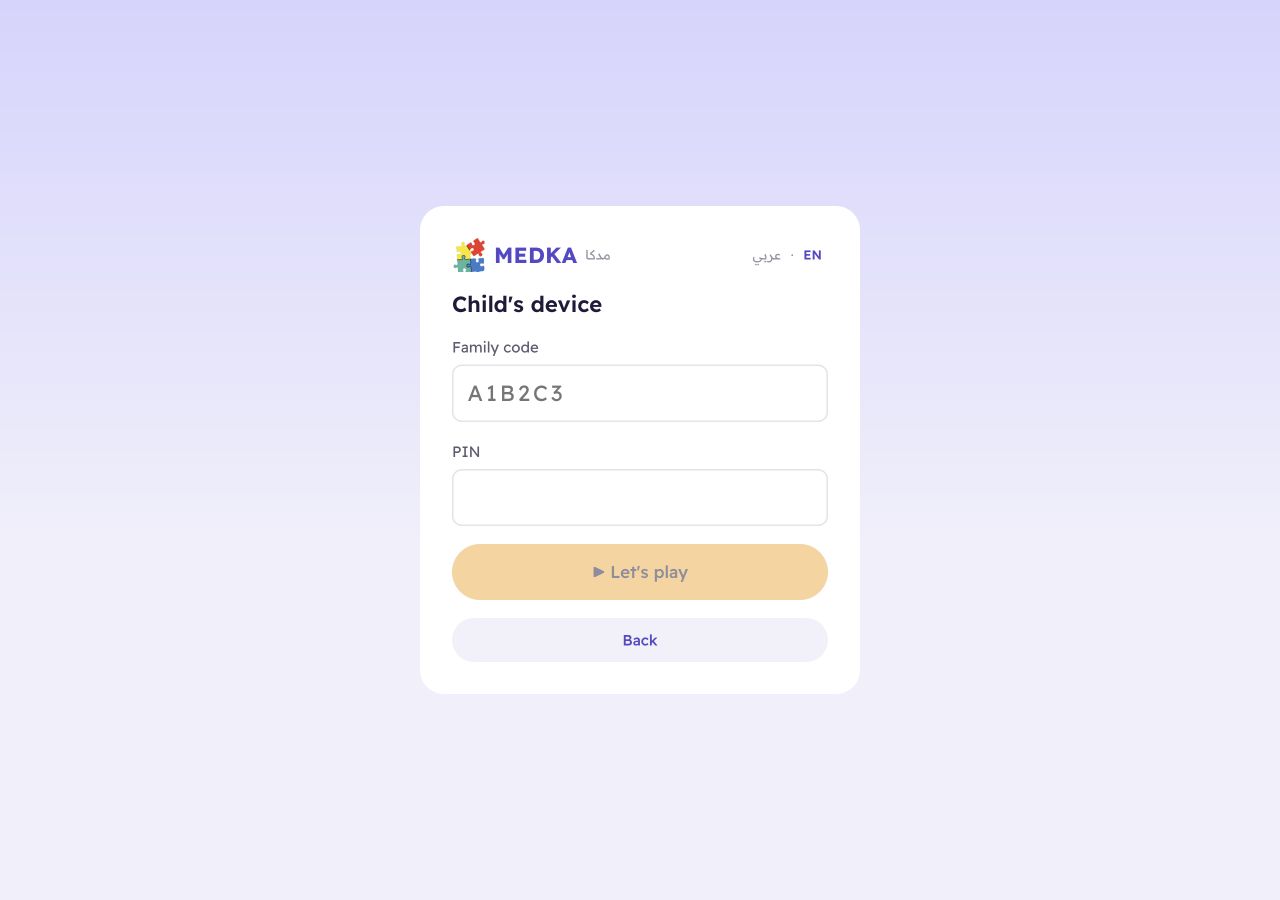 MEDKA مدكا
عربي · EN
Child's device
Family code
A1B2C3
PIN
▶ Let's play
Back